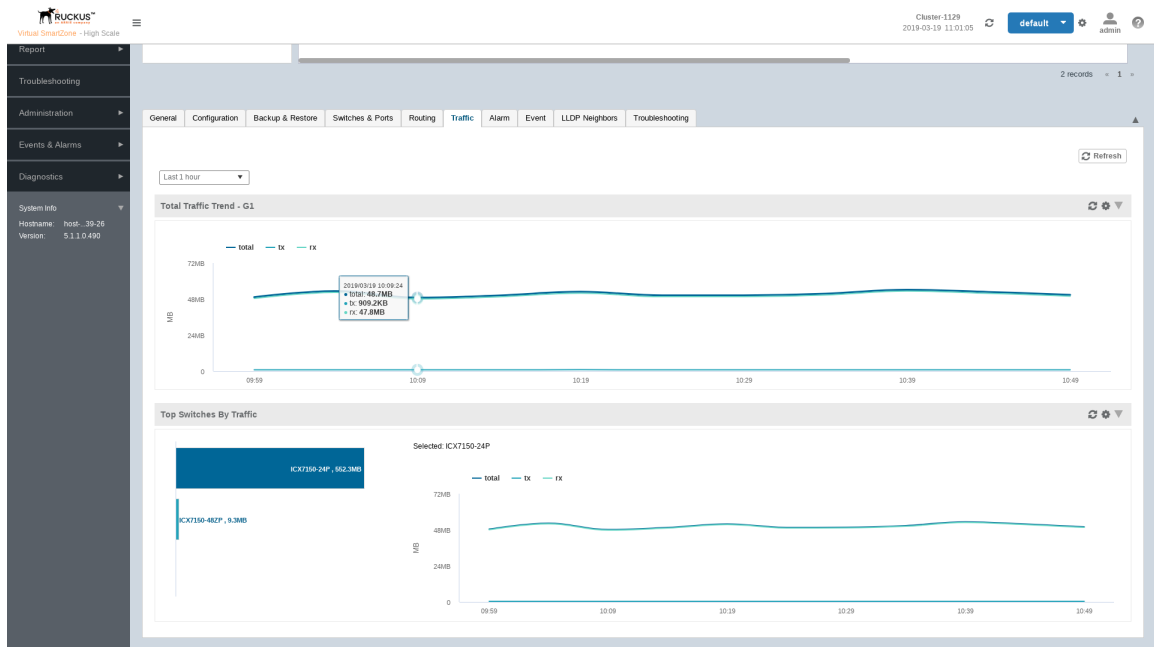 RUCKUS™
Virtual SmartZone - High Scale
Cluster-1129
2019-03-19 11:01:05
default
admin
Report
Troubleshooting
Administration
Events & Alarms
Diagnostics
System Info
Hostname: host-..39-26
Version: 5.1.1.0.490
2 records « 1 »
General Configuration Backup & Restore Switches & Ports Routing Traffic Alarm Event LLDP Neighbors Troubleshooting
Refresh
Last 1 hour
Total Traffic Trend - G1
total tx rx
72MB
48MB
24MB
0
MB
2019/03/19 10:09:24
total: 48.7MB
tx: 909.2KB
rx: 47.8MB
09:59 10:09 10:19 10:29 10:39 10:49
Top Switches By Traffic
ICX7150-24P , 552.3MB
ICX7150-48ZP , 9.3MB
Selected: ICX7150-24P
total tx rx
72MB
48MB
24MB
0
MB
09:59 10:09 10:19 10:29 10:39 10:49